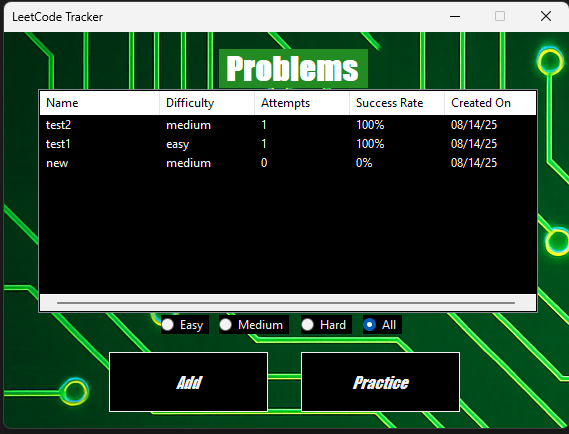 LeetCode Tracker
Problems
Name Difficulty Attempts Success Rate Created On
test2 medium 1 100% 08/14/25
test1 easy 1 100% 08/14/25
new medium 0 0% 08/14/25
Easy Medium Hard All
Add Practice